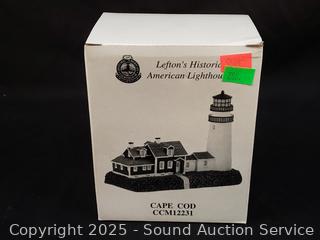 Lefton's Historic
American Lighthou
CAPE COD
CCM12231
Copyright 2025 - Sound Auction Service